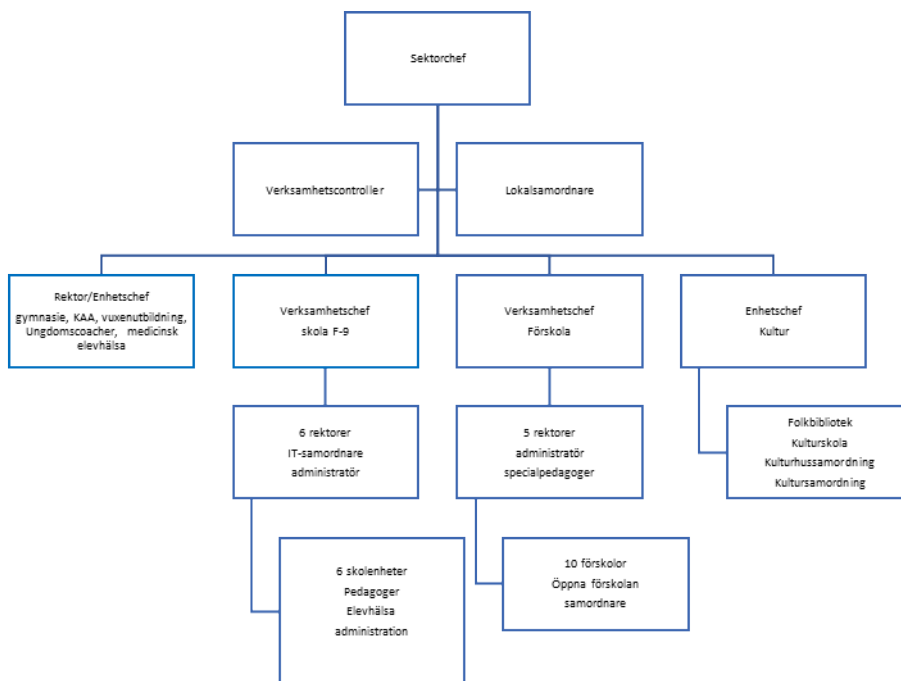 Sektorchef
Verksamhetscontroller
Lokalsamordnare
Rektor/Enhetschef
gymnasie, KAA, vuxenutbildning,
Ungdomscoacher, medicinsk
elevhälsa
Verksamhetschef
skola F-9
Verksamhetschef
Förskola
Enhetschef
Kultur
6 rektorer
IT-samordnare
administratör
5 rektorer
administratör
specialpedagoger
Folkbibliotek
Kulturskola
Kulturhussamordning
Kultursamordning
6 skolenheter
Pedagoger
Elevhälsa
administration
10 förskolor
Öppna förskolan
samordnare